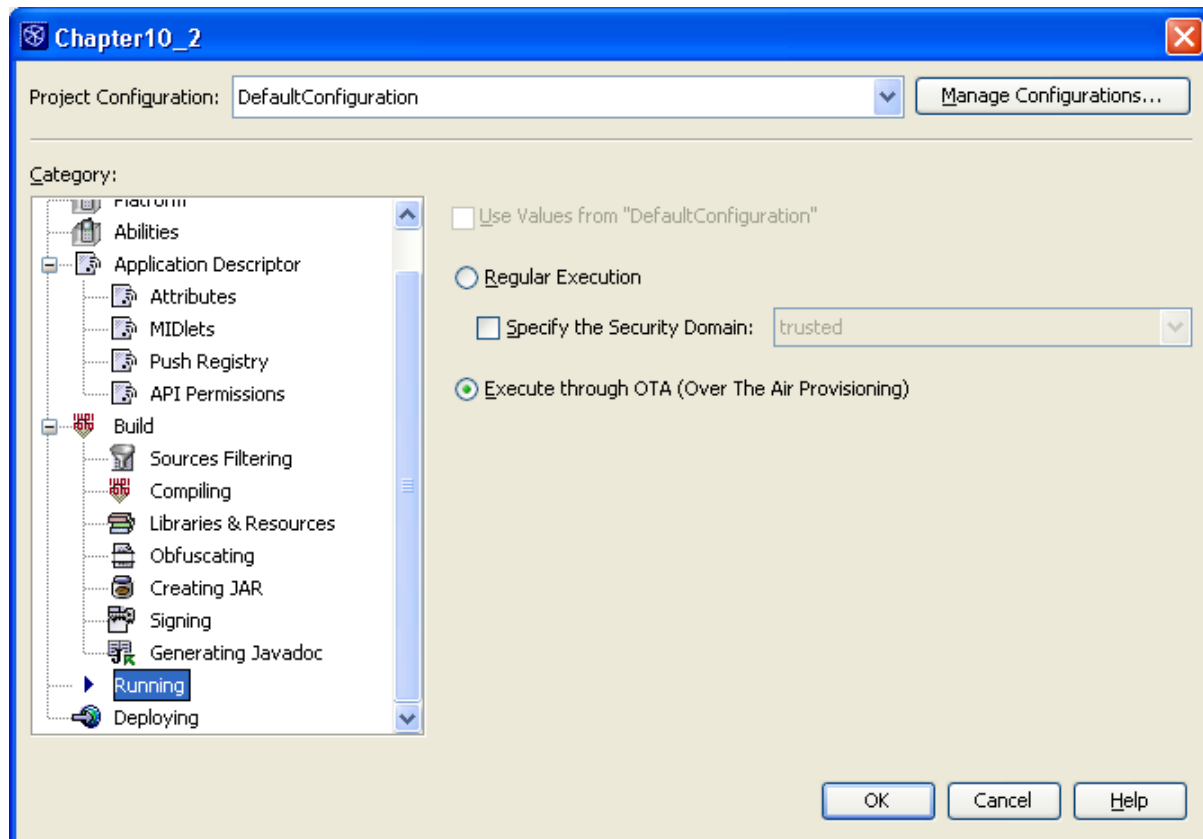 Chapter10_2
Project Configuration: DefaultConfiguration Manage Configurations...
Category:
Platform
Abilities
Application Descriptor
Attributes
MIDlets
Push Registry
API Permissions
Build
Sources Filtering
Compiling
Libraries & Resources
Obfuscating
Creating JAR
Signing
Generating Javadoc
Running
Deploying
Use Values from "DefaultConfiguration"
Regular Execution
Specify the Security Domain: trusted
Execute through OTA (Over The Air Provisioning)
OK Cancel Help